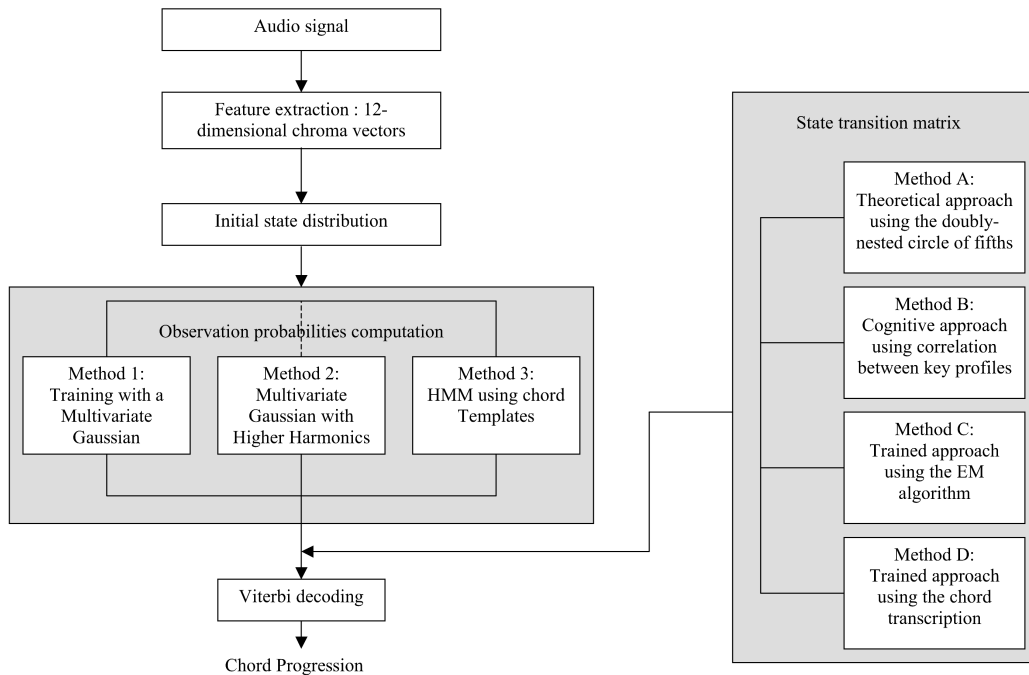 Audio signal
Feature extraction : 12-
dimensional chroma vectors
Initial state distribution
Observation probabilities computation
Method 1:
Training with a
Multivariate
Gaussian
Method 2:
Multivariate
Gaussian with
Higher Harmonics
Method 3:
HMM using chord
Templates
Viterbi decoding
Chord Progression
State transition matrix
Method A:
Theoretical approach
using the doubly-
nested circle of fifths
Method B:
Cognitive approach
using correlation
between key profiles
Method C:
Trained approach
using the EM
algorithm
Method D:
Trained approach
using the chord
transcription